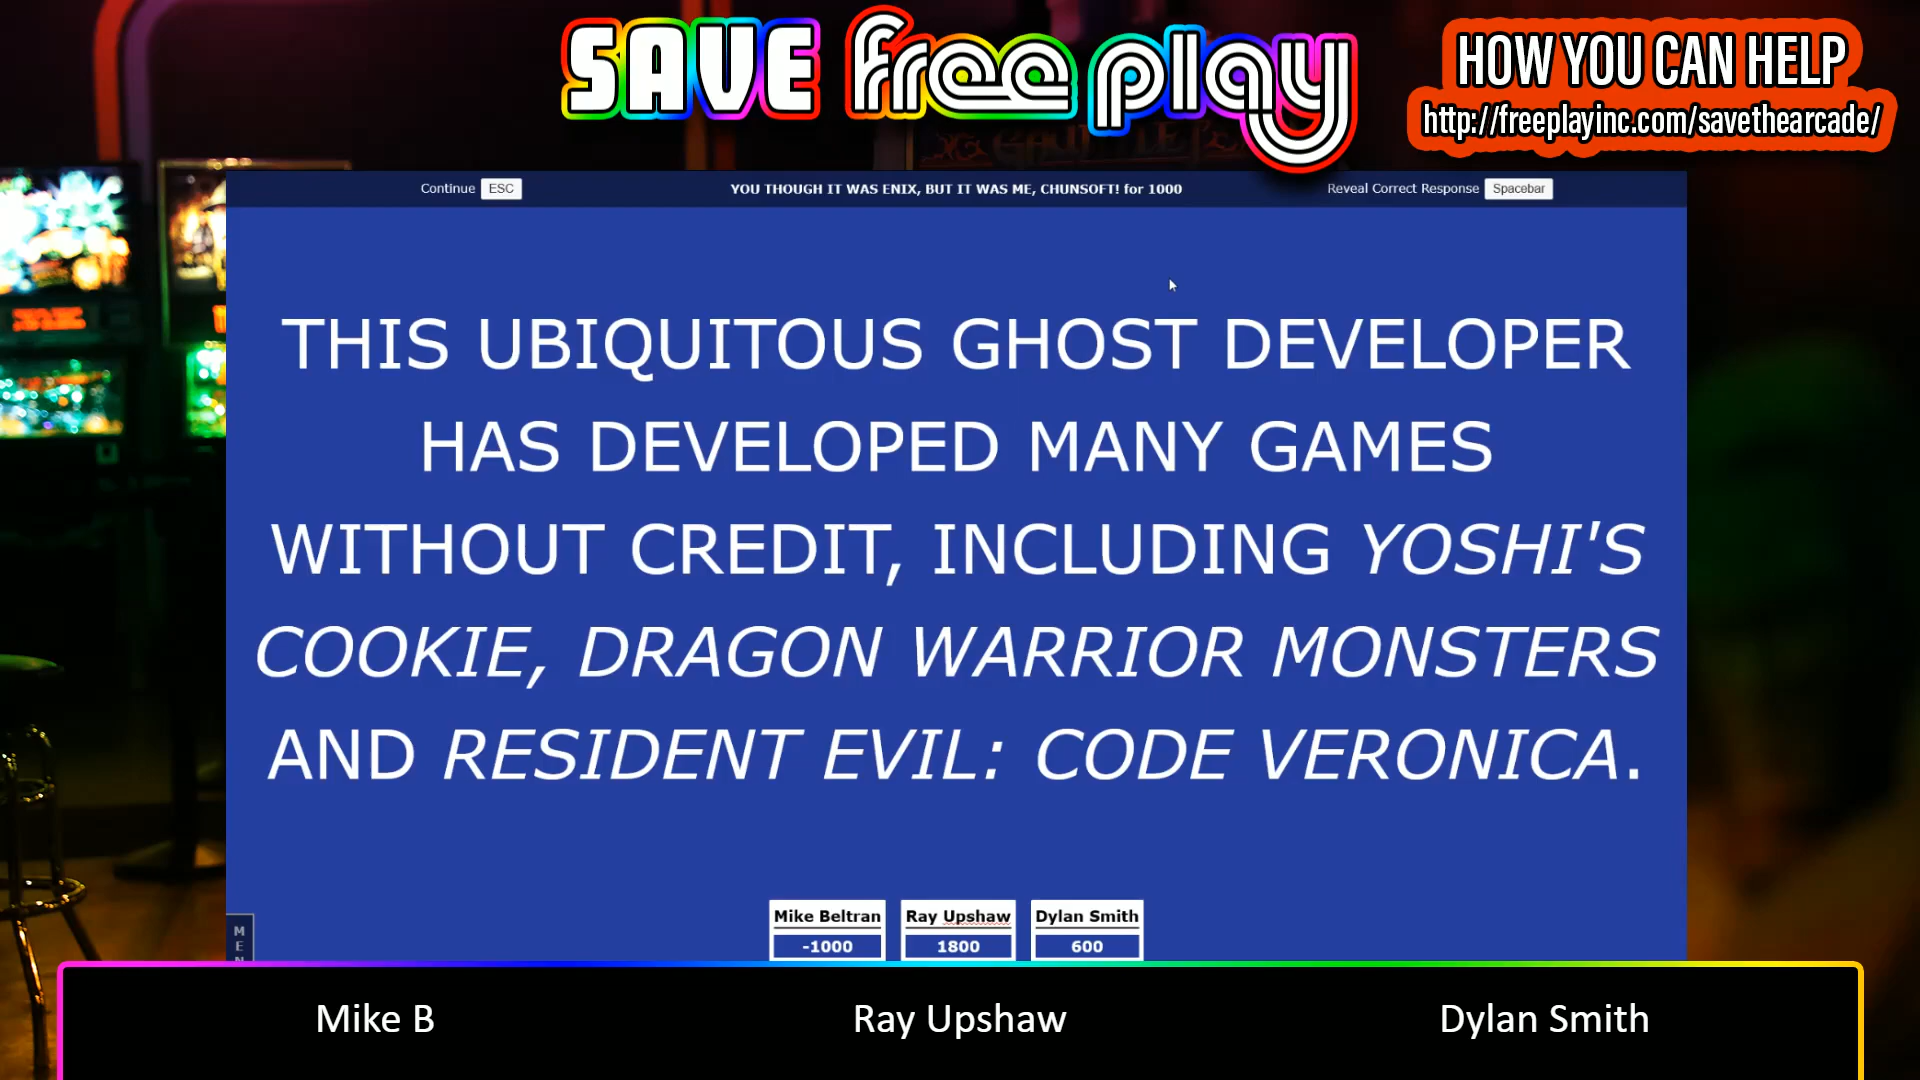 SAVE free play
HOW YOU CAN HELP
http://freeplayinc.com/savethearcade/
Continue ESC
YOU THOUGH IT WAS ENIX, BUT IT WAS ME, CHUNSOFT! for 1000
Reveal Correct Response Spacebar
THIS UBIQUITOUS GHOST DEVELOPER
HAS DEVELOPED MANY GAMES
WITHOUT CREDIT, INCLUDING YOSHI'S
COOKIE, DRAGON WARRIOR MONSTERS
AND RESIDENT EVIL: CODE VERONICA.
Mike Beltran Ray Upshaw Dylan Smith
-1000 1800 600
M
E
N
Mike B Ray Upshaw Dylan Smith